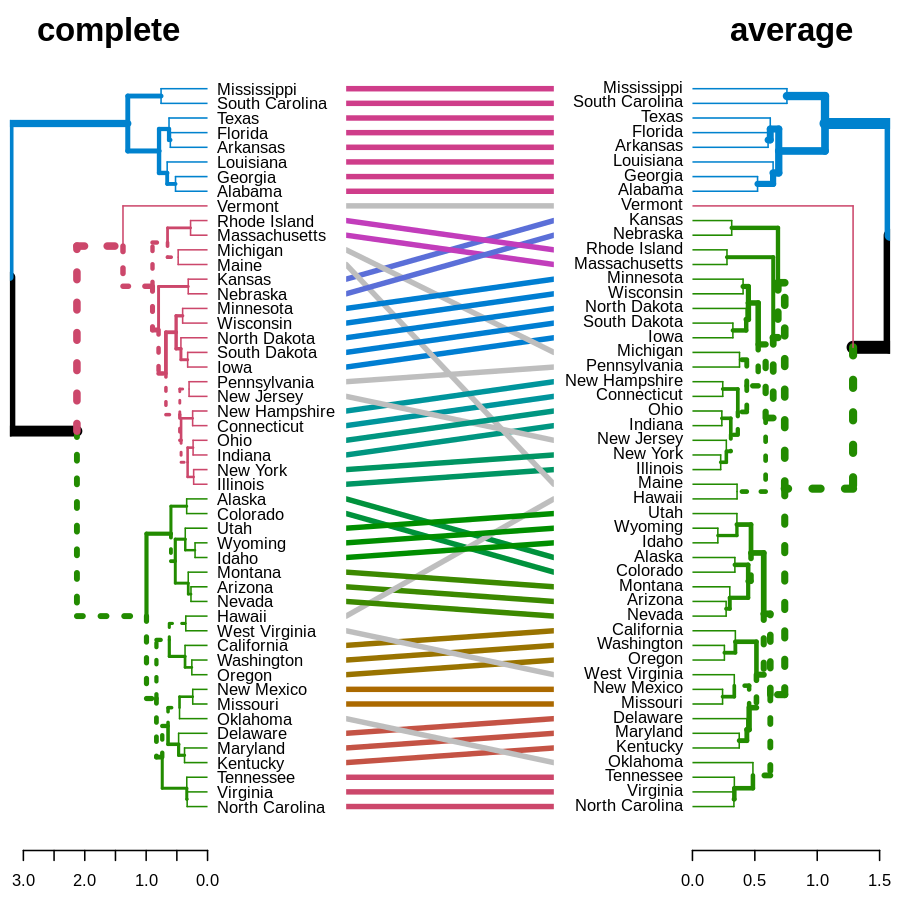 complete
average
Mississippi
South Carolina
Texas
Florida
Arkansas
Louisiana
Georgia
Alabama
Vermont
Rhode Island
Massachusetts
Michigan
Maine
Kansas
Nebraska
Minnesota
Wisconsin
North Dakota
South Dakota
Iowa
Pennsylvania
New Jersey
New Hampshire
Connecticut
Ohio
Indiana
New York
Illinois
Alaska
Colorado
Utah
Wyoming
Idaho
Montana
Arizona
Nevada
Hawaii
West Virginia
California
Washington
Oregon
New Mexico
Missouri
Oklahoma
Delaware
Maryland
Kentucky
Tennessee
Virginia
North Carolina
Mississippi
South Carolina
Texas
Florida
Arkansas
Louisiana
Georgia
Alabama
Vermont
Kansas
Nebraska
Rhode Island
Massachusetts
Minnesota
Wisconsin
North Dakota
South Dakota
Iowa
Michigan
Pennsylvania
New Hampshire
Connecticut
Ohio
Indiana
New Jersey
New York
Illinois
Maine
Hawaii
Utah
Wyoming
Idaho
Alaska
Colorado
Montana
Arizona
Nevada
California
Washington
Oregon
West Virginia
New Mexico
Missouri
Delaware
Maryland
Kentucky
Oklahoma
Tennessee
Virginia
North Carolina
3.0 2.0 1.0 0.0
0.0 0.5 1.0 1.5